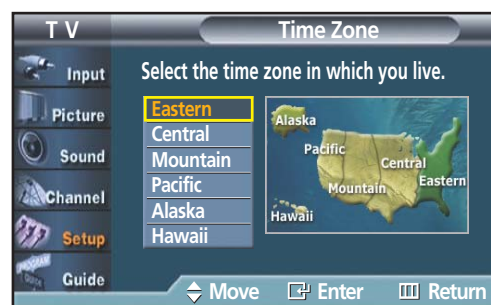 T V
Time Zone
Input
Picture
Sound
Channel
Setup
Guide
Select the time zone in which you live.
Eastern
Central
Mountain
Pacific
Alaska
Hawaii
Alaska
Pacific
Central
Mountain
Eastern
Hawaii
Move Enter Return